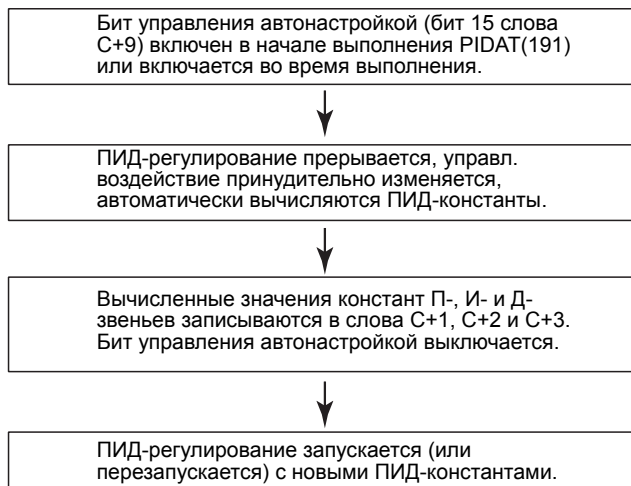 Бит управления автонастройкой (бит 15 слова
C+9) включен в начале выполнения PIDAT(191)
или включается во время выполнения.
ПИД-регулирование прерывается, управл.
воздействие принудительно изменяется,
автоматически вычисляются ПИД-константы.
Вычисленные значения констант П-, И- и Д-
звеньев записываются в слова C+1, C+2 и C+3.
Бит управления автонастройкой выключается.
ПИД-регулирование запускается (или
перезапускается) с новыми ПИД-константами.